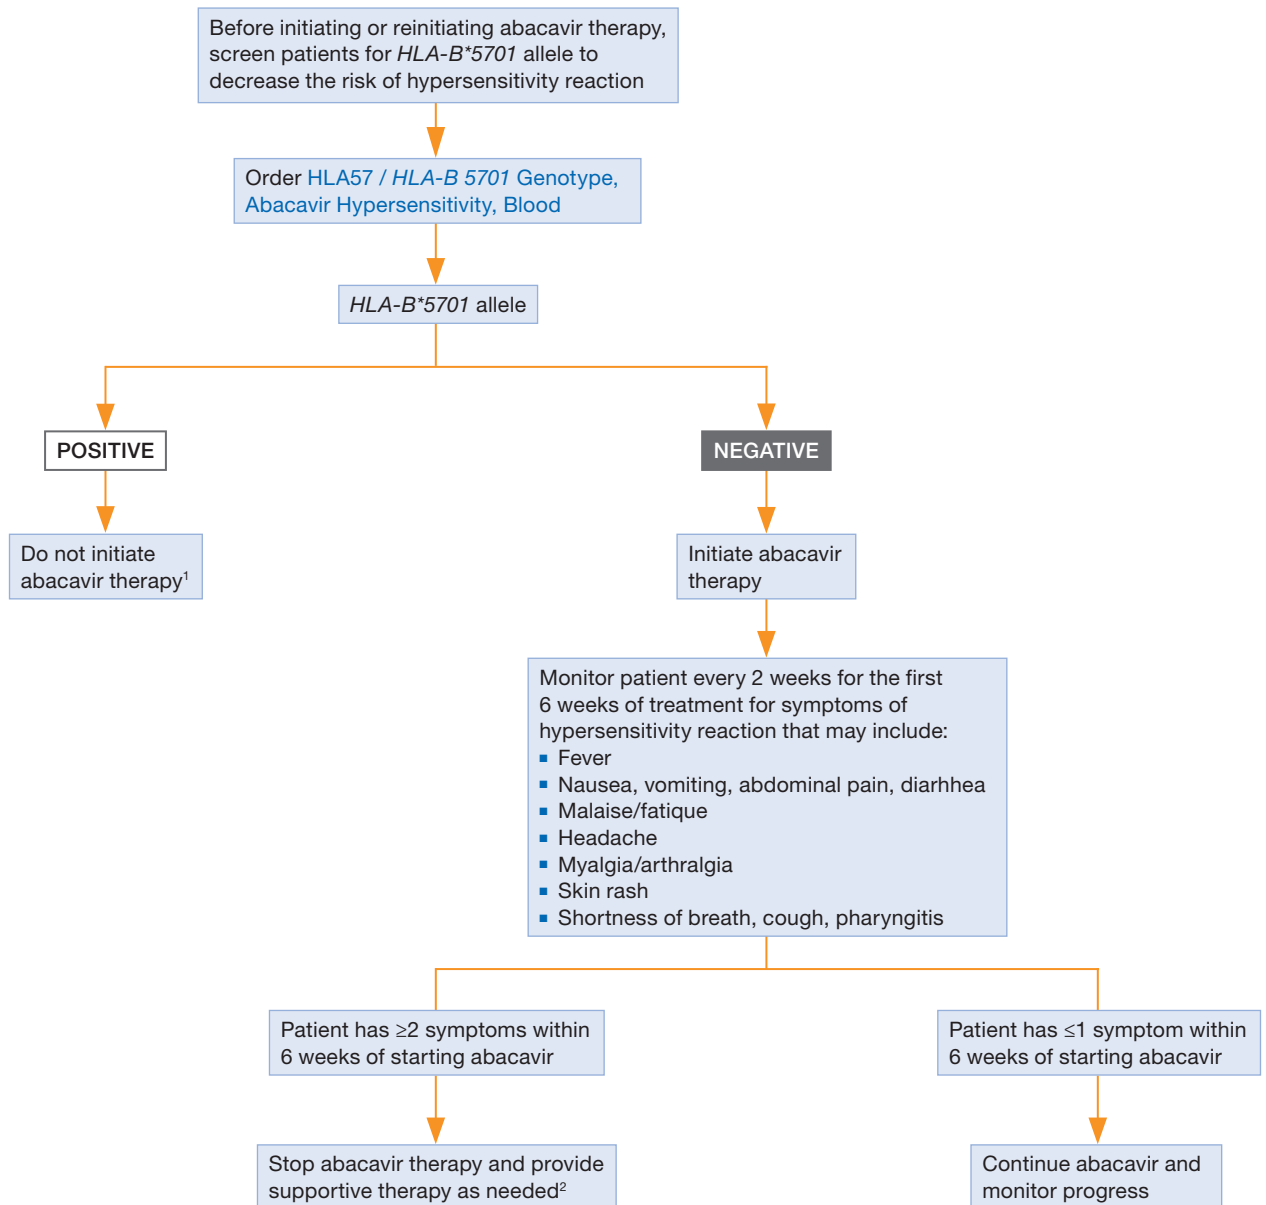 Before initiating or reinitiating abacavir therapy,
screen patients for HLA-B*5701 allele to
decrease the risk of hypersensitivity reaction
Order HLA57 / HLA-B 5701 Genotype,
Abacavir Hypersensitivity, Blood
HLA-B*5701 allele
POSITIVE
NEGATIVE
Do not initiate
abacavir therapy¹
Initiate abacavir
therapy
Monitor patient every 2 weeks for the first
6 weeks of treatment for symptoms of
hypersensitivity reaction that may include:
▪ Fever
▪ Nausea, vomiting, abdominal pain, diarhhea
▪ Malaise/fatique
▪ Headache
▪ Myalgia/arthralgia
▪ Skin rash
▪ Shortness of breath, cough, pharyngitis
Patient has ≥2 symptoms within
6 weeks of starting abacavir
Patient has ≤1 symptom within
6 weeks of starting abacavir
Stop abacavir therapy and provide
supportive therapy as needed²
Continue abacavir and
monitor progress